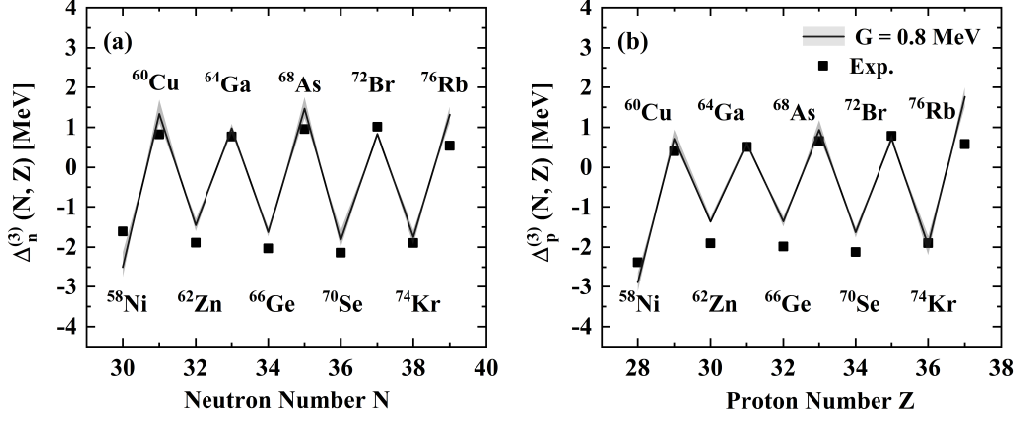 (a)
4
3
2
1
0
-1
-2
-3
-4
Δₙ⁽³⁾ (N, Z) [MeV]
⁶⁰Cu ⁶⁴Ga ⁶⁸As ⁷²Br ⁷⁶Rb
⁵⁸Ni ⁶²Zn ⁶⁶Ge ⁷⁰Se ⁷⁴Kr
30 32 34 36 38 40
Neutron Number N
(b)
G = 0.8 MeV
Exp.
4
3
2
1
0
-1
-2
-3
-4
Δₚ⁽³⁾ (N, Z) [MeV]
⁶⁰Cu ⁶⁴Ga ⁶⁸As ⁷²Br ⁷⁶Rb
⁵⁸Ni ⁶²Zn ⁶⁶Ge ⁷⁰Se ⁷⁴Kr
28 30 32 34 36 38
Proton Number Z